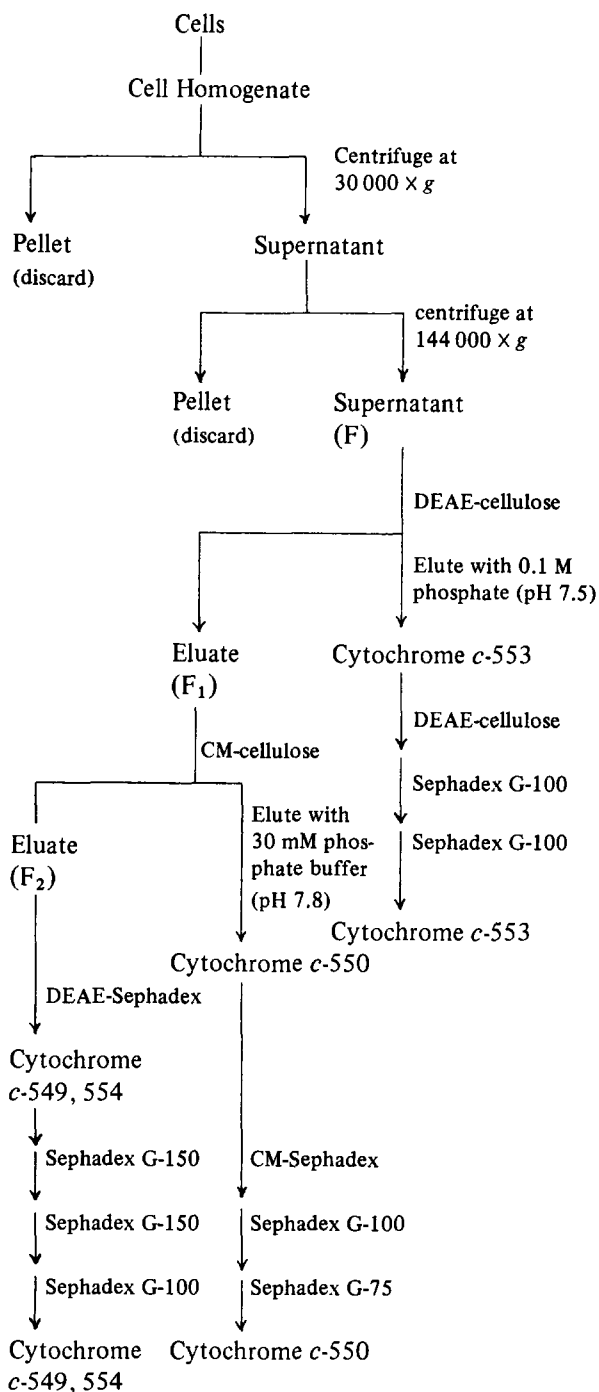 Cells
Cell Homogenate
Centrifuge at
30 000 × g
Pellet
(discard)
Supernatant
centrifuge at
144 000 × g
Pellet
(discard)
Supernatant
(F)
DEAE-cellulose
Elute with 0.1 M
phosphate (pH 7.5)
Eluate
(F₁)
Cytochrome c-553
DEAE-cellulose
CM-cellulose
Sephadex G-100
Elute with
30 mM phos-
phate buffer
(pH 7.8)
Sephadex G-100
Eluate
(F₂)
Cytochrome c-553
Cytochrome c-550
DEAE-Sephadex
Cytochrome
c-549, 554
Sephadex G-150
CM-Sephadex
Sephadex G-150
Sephadex G-100
Sephadex G-100
Sephadex G-75
Cytochrome
c-549, 554
Cytochrome c-550